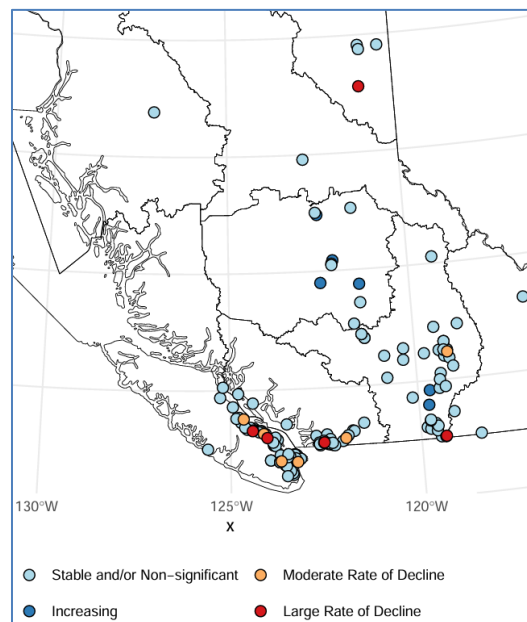 130°W 125°W 120°W
x
Stable and/or Non−significant Moderate Rate of Decline
Increasing Large Rate of Decline